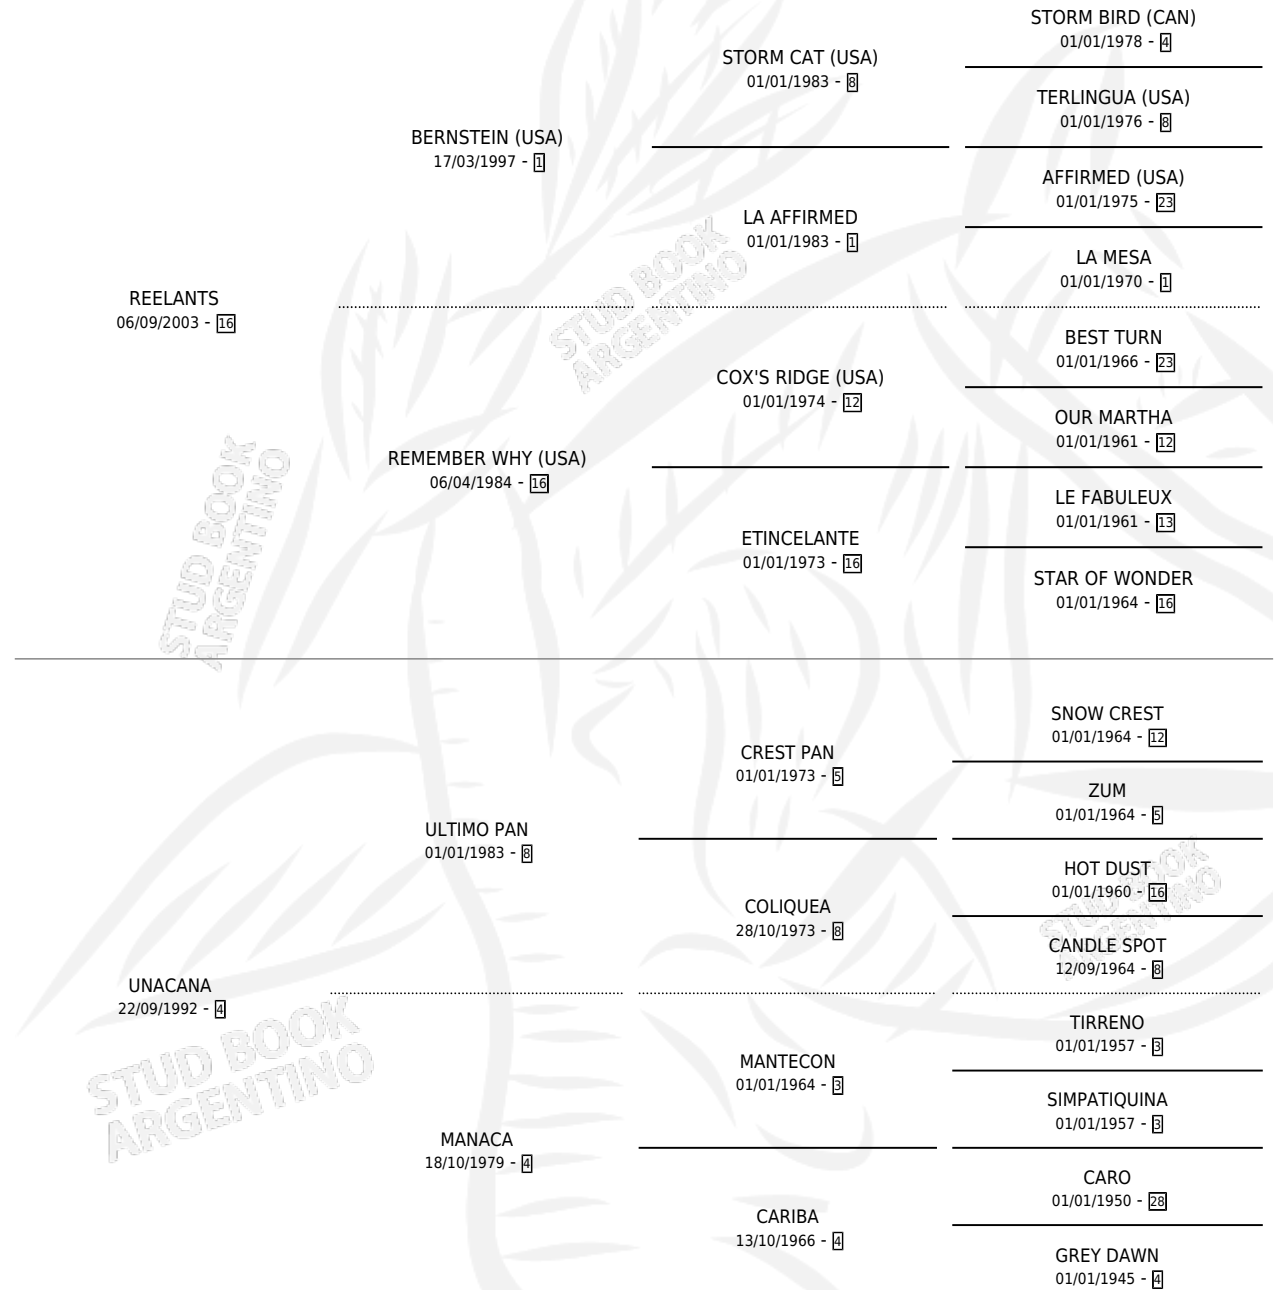 STORM BIRD (CAN)
01/01/1978 - 4
STORM CAT (USA)
01/01/1983 - 8
TERLINGUA (USA)
01/01/1976 - 8
BERNSTEIN (USA)
17/03/1997 - 1
AFFIRMED (USA)
01/01/1975 - 23
LA AFFIRMED
01/01/1983 - 1
LA MESA
01/01/1970 - 1
REELANTS
06/09/2003 - 16
BEST TURN
01/01/1966 - 23
COX'S RIDGE (USA)
01/01/1974 - 12
OUR MARTHA
01/01/1961 - 12
REMEMBER WHY (USA)
06/04/1984 - 16
LE FABULEUX
01/01/1961 - 13
ETINCELANTE
01/01/1973 - 16
STAR OF WONDER
01/01/1964 - 16
STUD BOOK
ARGENTINO
STUD BOOK
ARGENTINO
SNOW CREST
01/01/1964 - 12
CREST PAN
01/01/1973 - 5
ZUM
01/01/1964 - 5
ULTIMO PAN
01/01/1983 - 8
HOT DUST
01/01/1960 - 16
COLIQUEA
28/10/1973 - 8
CANDLE SPOT
12/09/1964 - 8
UNACANA
22/09/1992 - 4
TIRRENO
01/01/1957 - 3
MANTECON
01/01/1964 - 3
SIMPATIQUINA
01/01/1957 - 3
MANACA
18/10/1979 - 4
CARO
01/01/1950 - 28
CARIBA
13/10/1966 - 4
GREY DAWN
01/01/1945 - 4
STUD BOOK
ARGENTINO
STUD BOOK
ARGENTINO